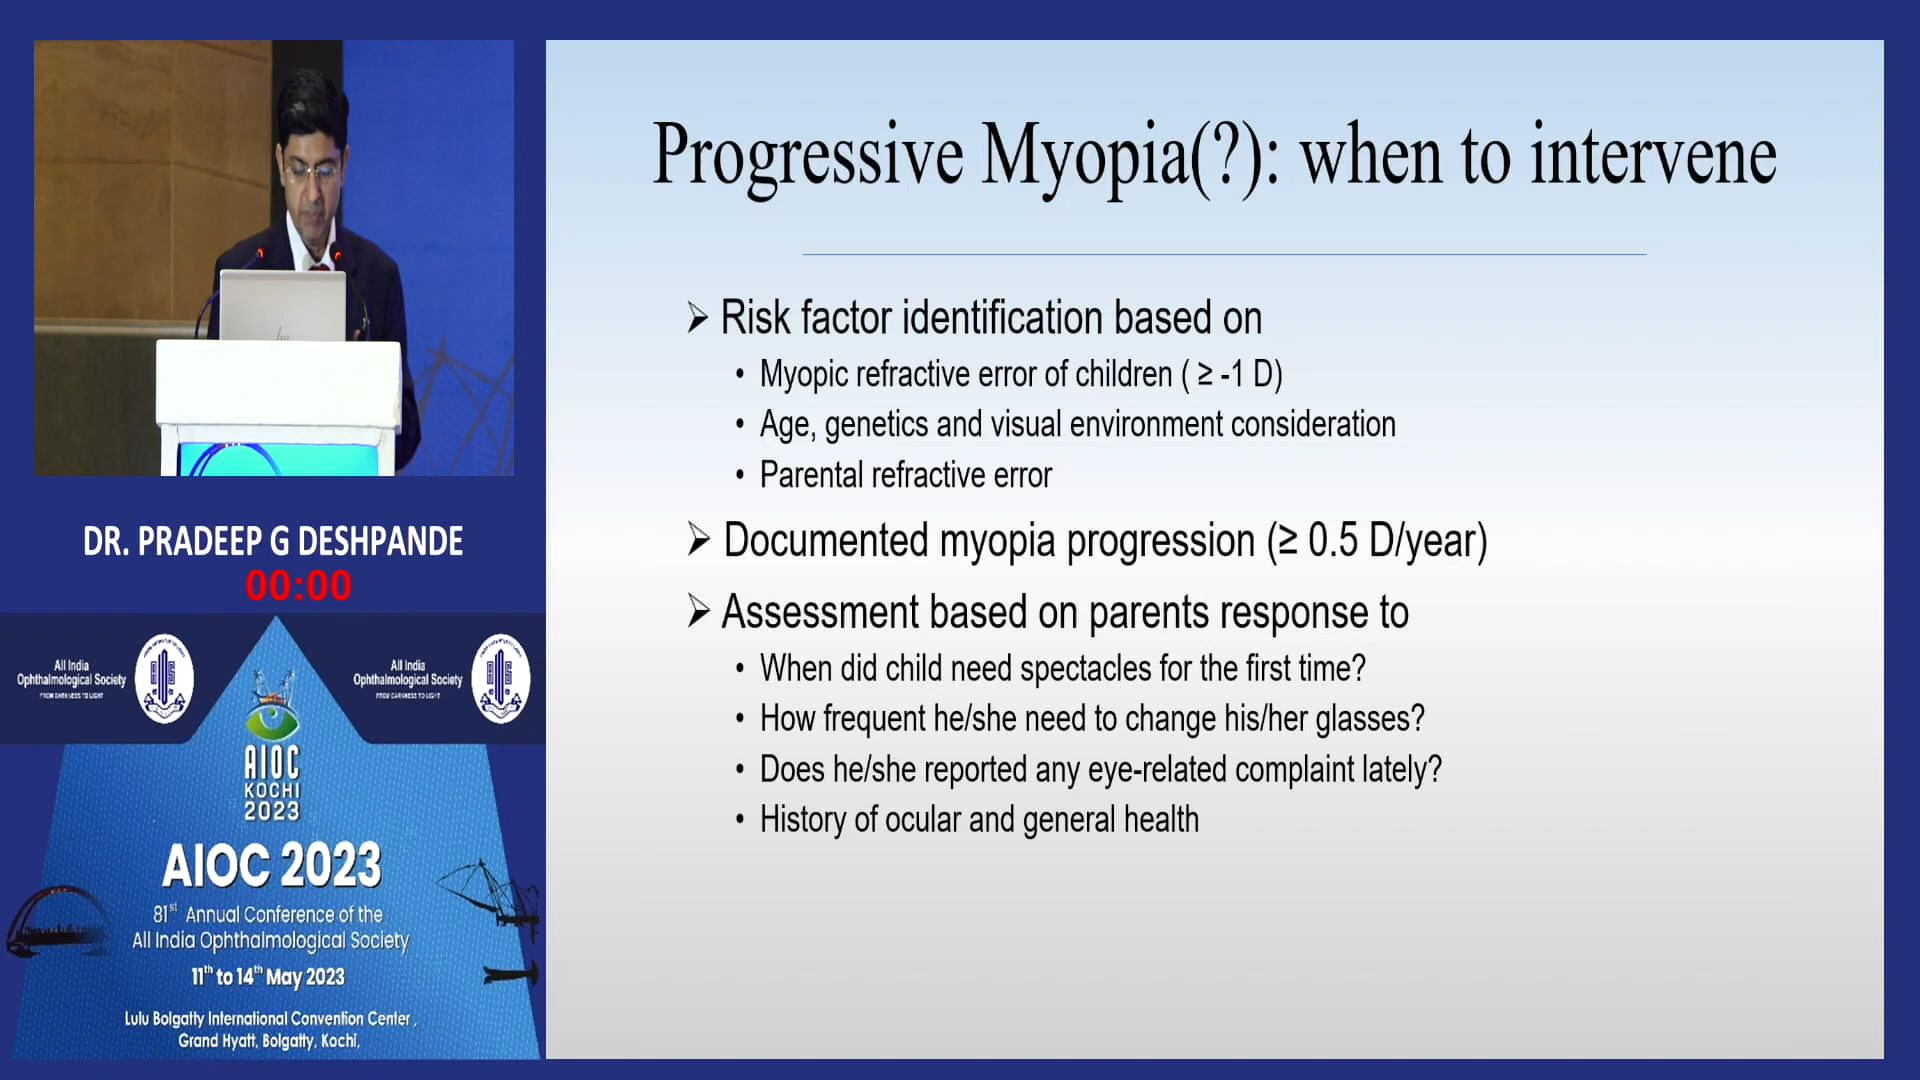 Progressive Myopia(?): when to intervene
➢ Risk factor identification based on
• Myopic refractive error of children ( ≥ -1 D)
• Age, genetics and visual environment consideration
• Parental refractive error
➢ Documented myopia progression (≥ 0.5 D/year)
➢ Assessment based on parents response to
• When did child need spectacles for the first time?
• How frequent he/she need to change his/her glasses?
• Does he/she reported any eye-related complaint lately?
• History of ocular and general health
DR. PRADEEP G DESHPANDE
00:00
All India
Ophthalmological Society
FROM DARKNESS TO LIGHT
All India
Ophthalmological Society
FROM DARKNESS TO LIGHT
AIOC
KOCHI
2023
AIOC 2023
81st Annual Conference of the
All India Ophthalmological Society
11th to 14th May 2023
Lulu Bolgatty International Convention Center ,
Grand Hyatt, Bolgatty, Kochi,